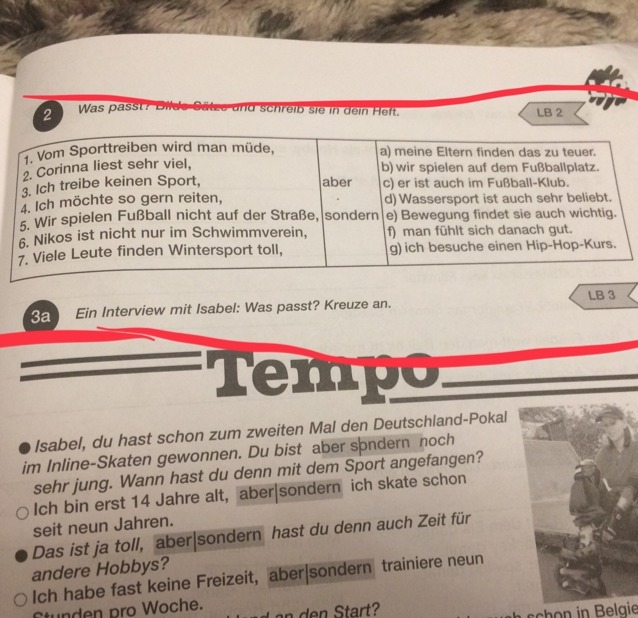 2 Was passt? Bilde Sätze und schreib sie in dein Heft.
LB 2
1. Vom Sporttreiben wird man müde,
2. Corinna liest sehr viel,
3. Ich treibe keinen Sport,
4. Ich möchte so gern reiten,
5. Wir spielen Fußball nicht auf der Straße,
6. Nikos ist nicht nur im Schwimmverein,
7. Viele Leute finden Wintersport toll,
aber
sondern
a) meine Eltern finden das zu teuer.
b) wir spielen auf dem Fußballplatz.
c) er ist auch im Fußball-Klub.
d) Wassersport ist auch sehr beliebt.
e) Bewegung findet sie auch wichtig.
f) man fühlt sich danach gut.
g) ich besuche einen Hip-Hop-Kurs.
3a Ein Interview mit Isabel: Was passt? Kreuze an.
LB 3
Tempo
● Isabel, du hast schon zum zweiten Mal den Deutschland-Pokal
im Inline-Skaten gewonnen. Du bist aber sondern noch
sehr jung. Wann hast du denn mit dem Sport angefangen?
○ Ich bin erst 14 Jahre alt, aber|sondern ich skate schon
seit neun Jahren.
● Das ist ja toll, aber|sondern hast du denn auch Zeit für
andere Hobbys?
○ Ich habe fast keine Freizeit, aber|sondern trainiere neun
Stunden pro Woche.
an den Start?
schon in Belgie